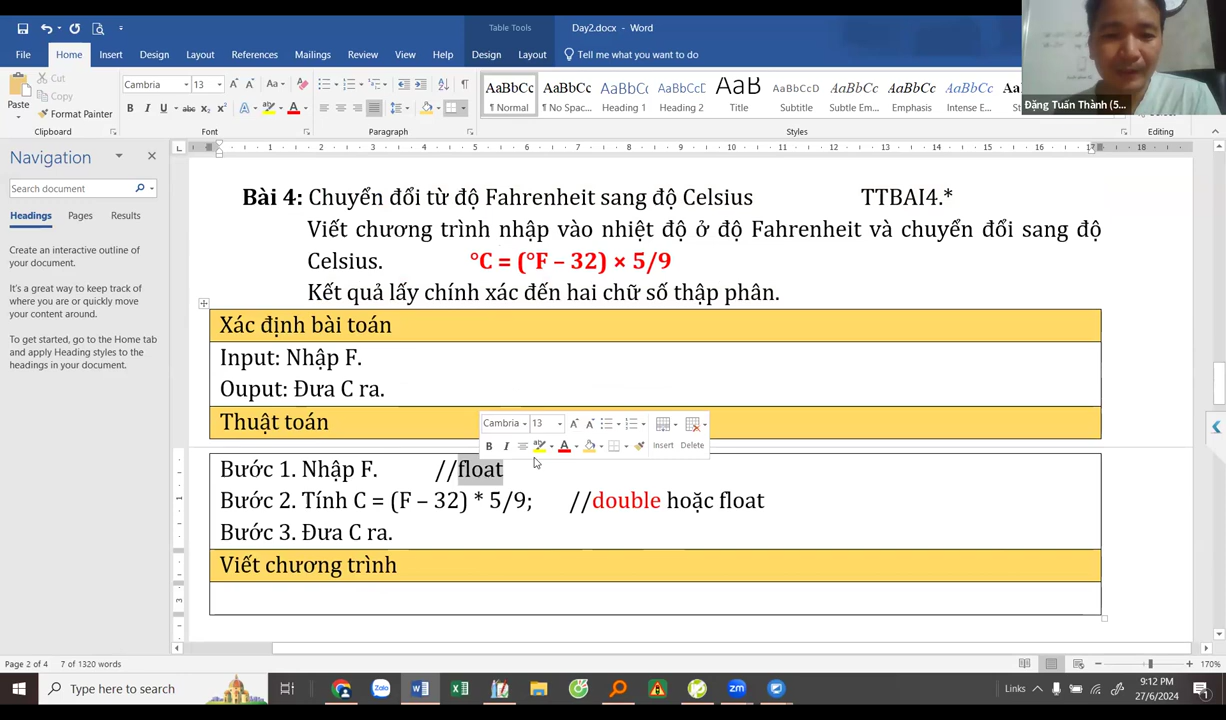 Table Tools
Day2.docx - Word
File
Home
Insert
Design
Layout
References
Mailings
Review
View
Help
Design
Layout
Tell me what you want to do
Đặng Tuấn Thành (5...
Paste
Cut
Copy
Format Painter
Clipboard
Cambria
13
Font
Paragraph
AaBbCc
AaBbCc
AaBbCc
AaBbCc
AaB
AaBbCcD
AaBbCc
AaBbCc
AaBbCc
¶ Normal
¶ No Spac...
Heading 1
Heading 2
Title
Subtitle
Subtle Em...
Emphasis
Intense E...
Styles
Editing
Navigation
Search document
Headings
Pages
Results
Create an interactive outline of
your document.
It's a great way to keep track of
where you are or quickly move
your content around.
To get started, go to the Home tab
and apply Heading styles to the
headings in your document.
Bài 4: Chuyển đổi từ độ Fahrenheit sang độ Celsius TTBAI4.*
Viết chương trình nhập vào nhiệt độ ở độ Fahrenheit và chuyển đổi sang độ
Celsius. °C = (°F – 32) × 5/9
Kết quả lấy chính xác đến hai chữ số thập phân.
Xác định bài toán
Input: Nhập F.
Ouput: Đưa C ra.
Thuật toán
Cambria
13
Insert
Delete
Bước 1. Nhập F. //float
Bước 2. Tính C = (F – 32) * 5/9; //double hoặc float
Bước 3. Đưa C ra.
Viết chương trình
Page 2 of 4
7 of 1320 words
170%
Type here to search
Links
9:12 PM
27/6/2024